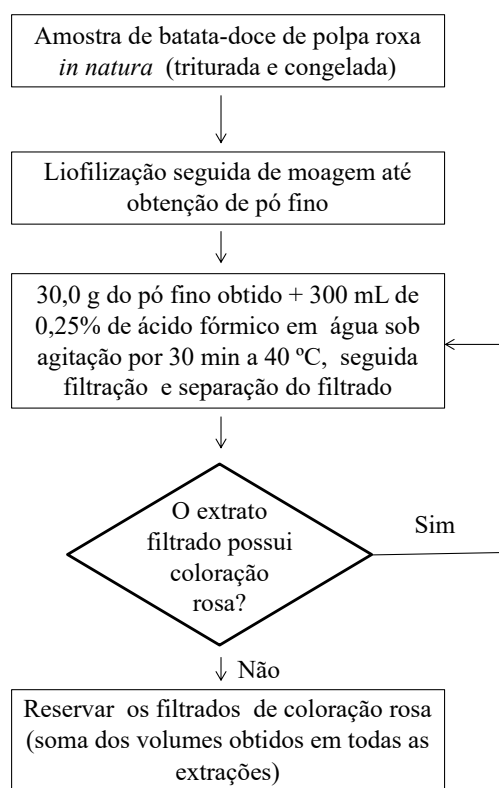 Amostra de batata-doce de polpa roxa
in natura (triturada e congelada)
Liofilização seguida de moagem até
obtenção de pó fino
30,0 g do pó fino obtido + 300 mL de
0,25% de ácido fórmico em água sob
agitação por 30 min a 40 ºC, seguida
filtração e separação do filtrado
O extrato
filtrado possui
coloração
rosa?
Sim
Não
Reservar os filtrados de coloração rosa
(soma dos volumes obtidos em todas as
extrações)